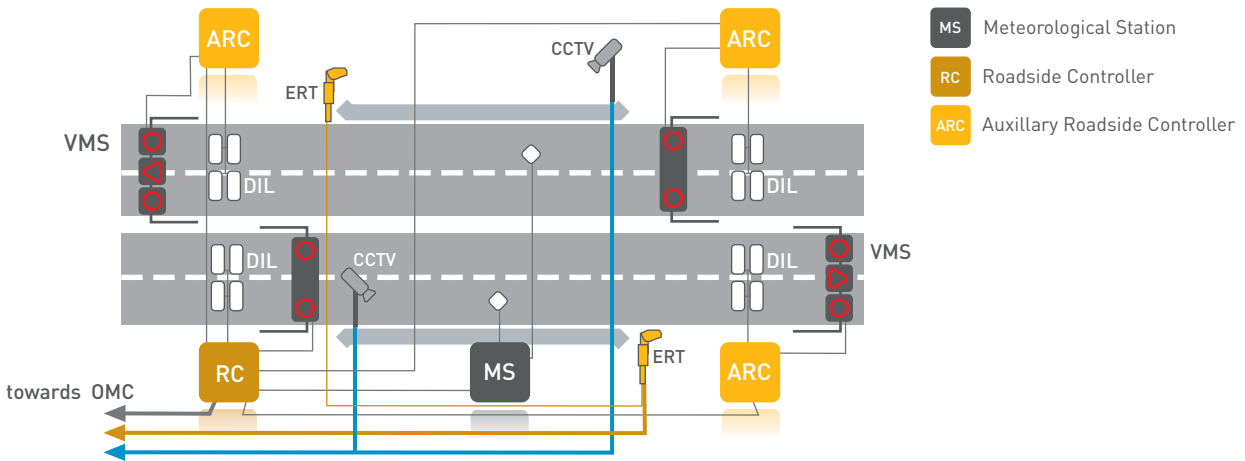 ARC
CCTV
ARC
MS Meteorological Station
ERT
RC Roadside Controller
ARC Auxillary Roadside Controller
VMS
DIL
DIL
DIL
CCTV
DIL
VMS
RC
MS
ERT
ARC
towards OMC